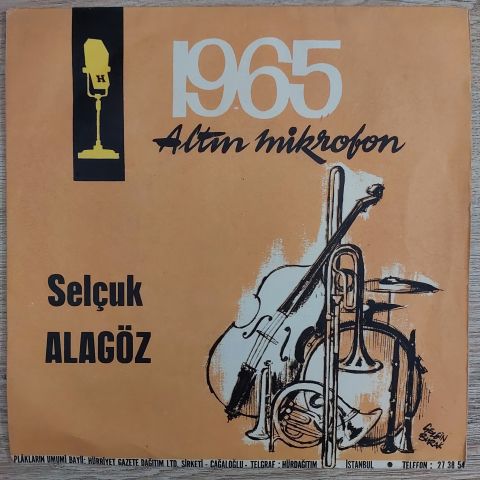 H
1965
Altın mikrofon
Selçuk
ALAGÖZ
PLÂKLARIN UMUMİ BAYİİ: HÜRRİYET GAZETE DAĞITIM LTD. ŞİRKETİ - CAĞALOĞLU - TELGRAF : HÜRDAĞITIM İSTANBUL • TELEFON : 27 38 54